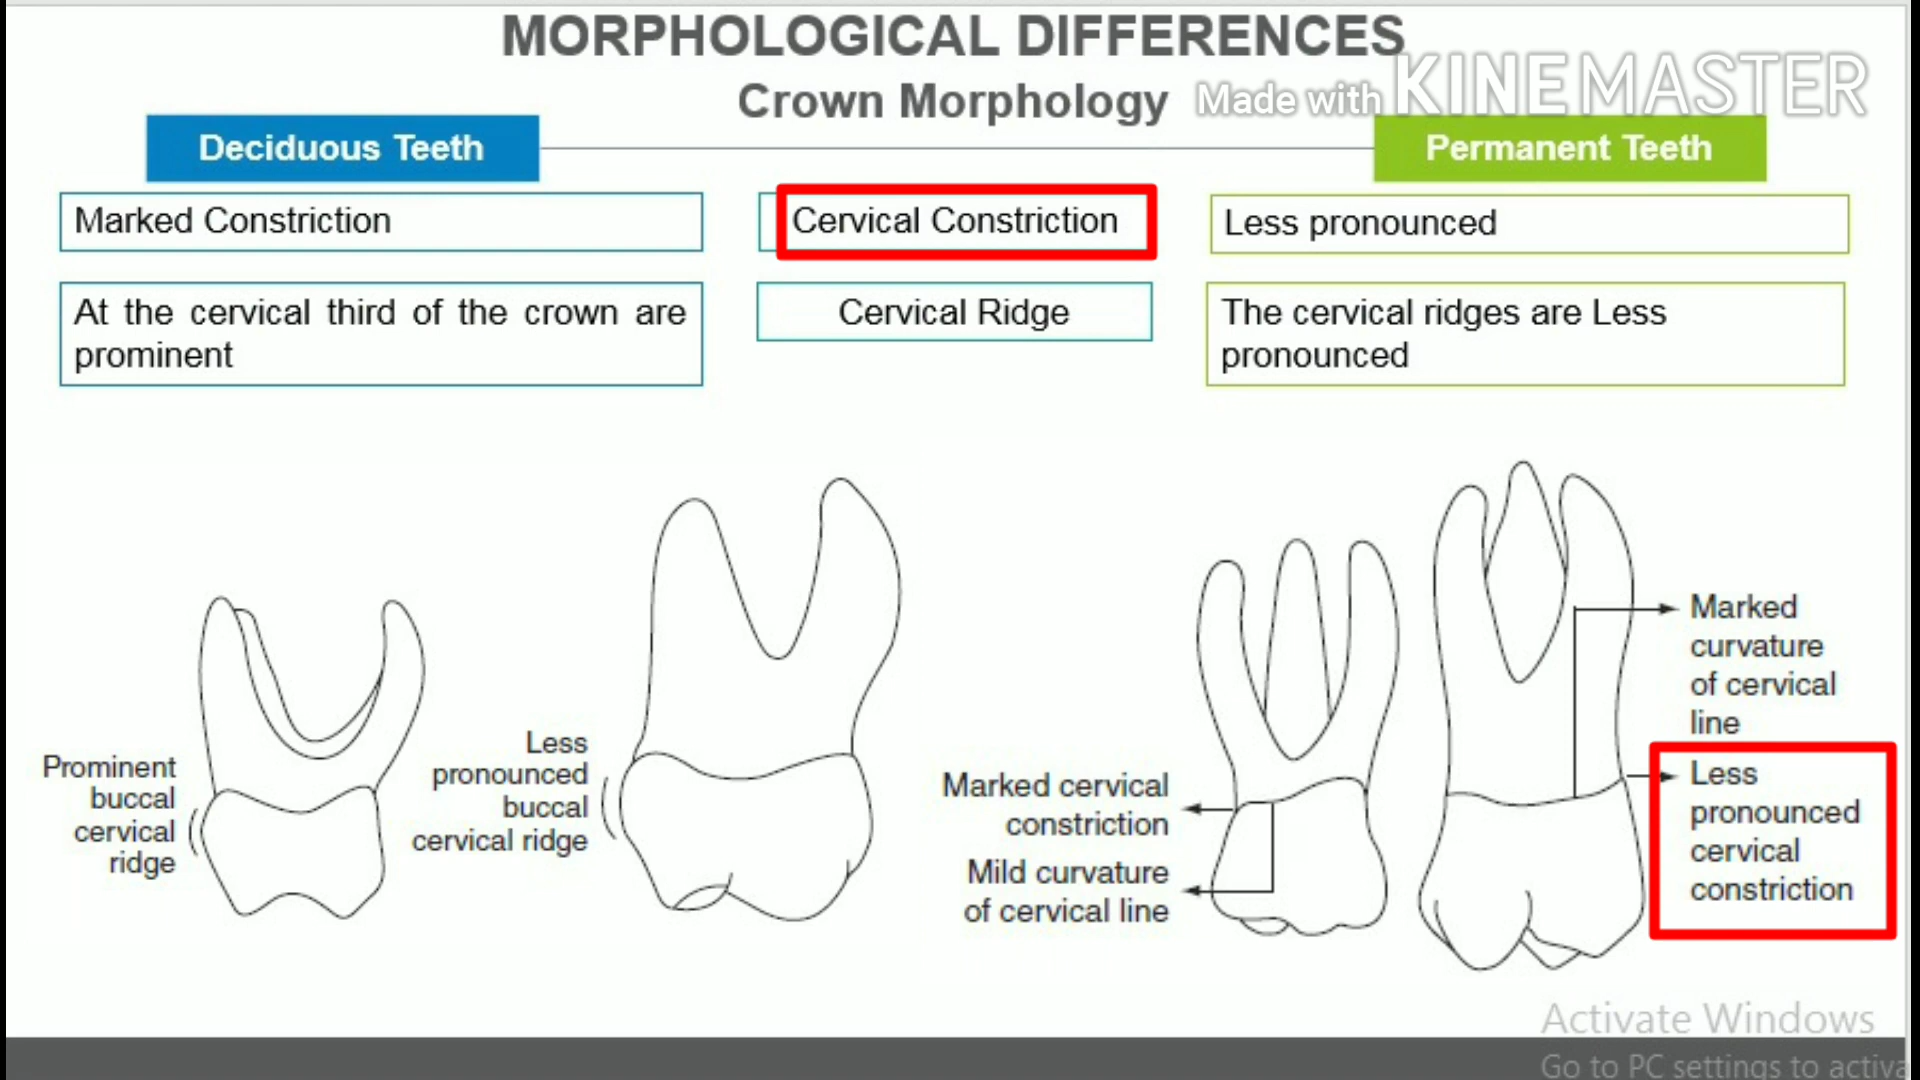 MORPHOLOGICAL DIFFERENCES
Crown Morphology
Made with KINEMASTER
Deciduous Teeth
Permanent Teeth
Marked Constriction
Cervical Constriction
Less pronounced
At the cervical third of the crown are
prominent
Cervical Ridge
The cervical ridges are Less
pronounced
Prominent
buccal
cervical
ridge
Less
pronounced
buccal
cervical ridge
Marked cervical
constriction
Mild curvature
of cervical line
Marked
curvature
of cervical
line
Less
pronounced
cervical
constriction
Activate Windows
Go to PC settings to activa